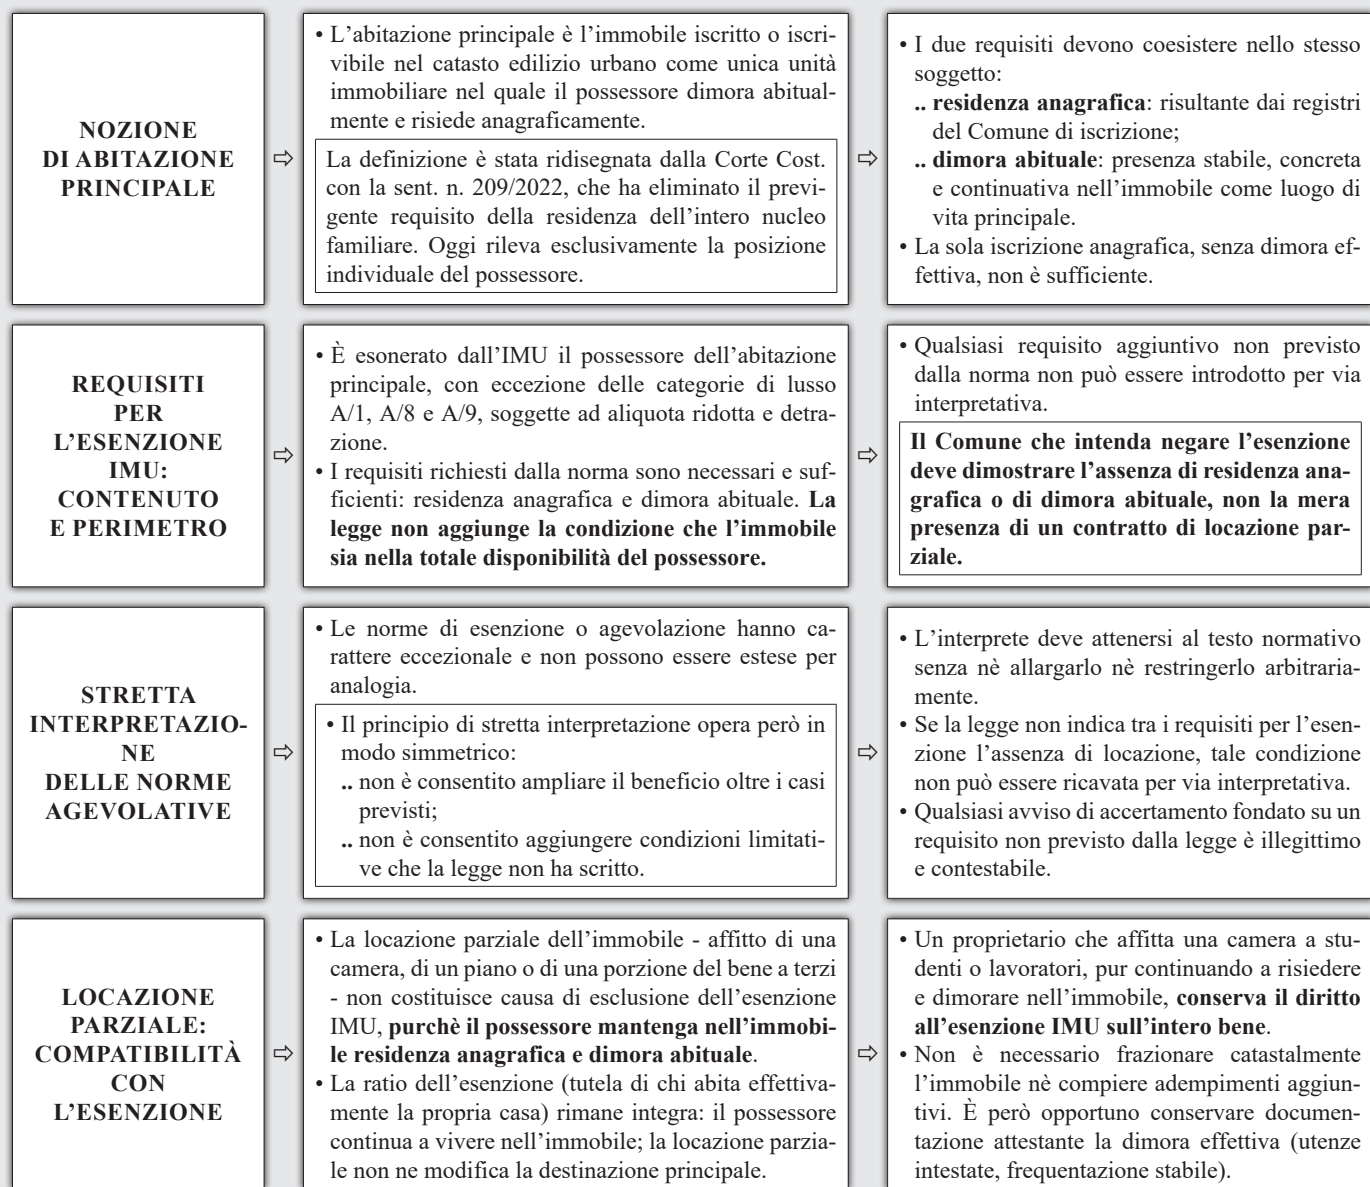 NOZIONE
DI ABITAZIONE
PRINCIPALE
⇨
• L’abitazione principale è l’immobile iscritto o iscri-
vibile nel catasto edilizio urbano come unica unità
immobiliare nel quale il possessore dimora abitual-
mente e risiede anagraficamente.
La definizione è stata ridisegnata dalla Corte Cost.
con la sent. n. 209/2022, che ha eliminato il previ-
gente requisito della residenza dell’intero nucleo
familiare. Oggi rileva esclusivamente la posizione
individuale del possessore.
⇨
• I due requisiti devono coesistere nello stesso
soggetto:
.. residenza anagrafica: risultante dai registri
del Comune di iscrizione;
.. dimora abituale: presenza stabile, concreta
e continuativa nell’immobile come luogo di
vita principale.
• La sola iscrizione anagrafica, senza dimora ef-
fettiva, non è sufficiente.
REQUISITI
PER
L’ESENZIONE
IMU:
CONTENUTO
E PERIMETRO
⇨
• È esonerato dall’IMU il possessore dell’abitazione
principale, con eccezione delle categorie di lusso
A/1, A/8 e A/9, soggette ad aliquota ridotta e detra-
zione.
• I requisiti richiesti dalla norma sono necessari e suf-
ficienti: residenza anagrafica e dimora abituale. La
legge non aggiunge la condizione che l’immobile
sia nella totale disponibilità del possessore.
⇨
• Qualsiasi requisito aggiuntivo non previsto
dalla norma non può essere introdotto per via
interpretativa.
Il Comune che intenda negare l’esenzione
deve dimostrare l’assenza di residenza ana-
grafica o di dimora abituale, non la mera
presenza di un contratto di locazione par-
ziale.
STRETTA
INTERPRETAZIO-
NE
DELLE NORME
AGEVOLATIVE
⇨
• Le norme di esenzione o agevolazione hanno ca-
rattere eccezionale e non possono essere estese per
analogia.
• Il principio di stretta interpretazione opera però in
modo simmetrico:
.. non è consentito ampliare il beneficio oltre i casi
previsti;
.. non è consentito aggiungere condizioni limitati-
ve che la legge non ha scritto.
⇨
• L’interprete deve attenersi al testo normativo
senza nè allargarlo nè restringerlo arbitraria-
mente.
• Se la legge non indica tra i requisiti per l’esen-
zione l’assenza di locazione, tale condizione
non può essere ricavata per via interpretativa.
• Qualsiasi avviso di accertamento fondato su un
requisito non previsto dalla legge è illegittimo
e contestabile.
LOCAZIONE
PARZIALE:
COMPATIBILITÀ
CON
L’ESENZIONE
⇨
• La locazione parziale dell’immobile - affitto di una
camera, di un piano o di una porzione del bene a terzi
- non costituisce causa di esclusione dell’esenzione
IMU, purchè il possessore mantenga nell’immobi-
le residenza anagrafica e dimora abituale.
• La ratio dell’esenzione (tutela di chi abita effettiva-
mente la propria casa) rimane integra: il possessore
continua a vivere nell’immobile; la locazione parzia-
le non ne modifica la destinazione principale.
⇨
• Un proprietario che affitta una camera a stu-
denti o lavoratori, pur continuando a risiedere
e dimorare nell’immobile, conserva il diritto
all’esenzione IMU sull’intero bene.
• Non è necessario frazionare catastalmente
l’immobile nè compiere adempimenti aggiun-
tivi. È però opportuno conservare documen-
tazione attestante la dimora effettiva (utenze
intestate, frequentazione stabile).